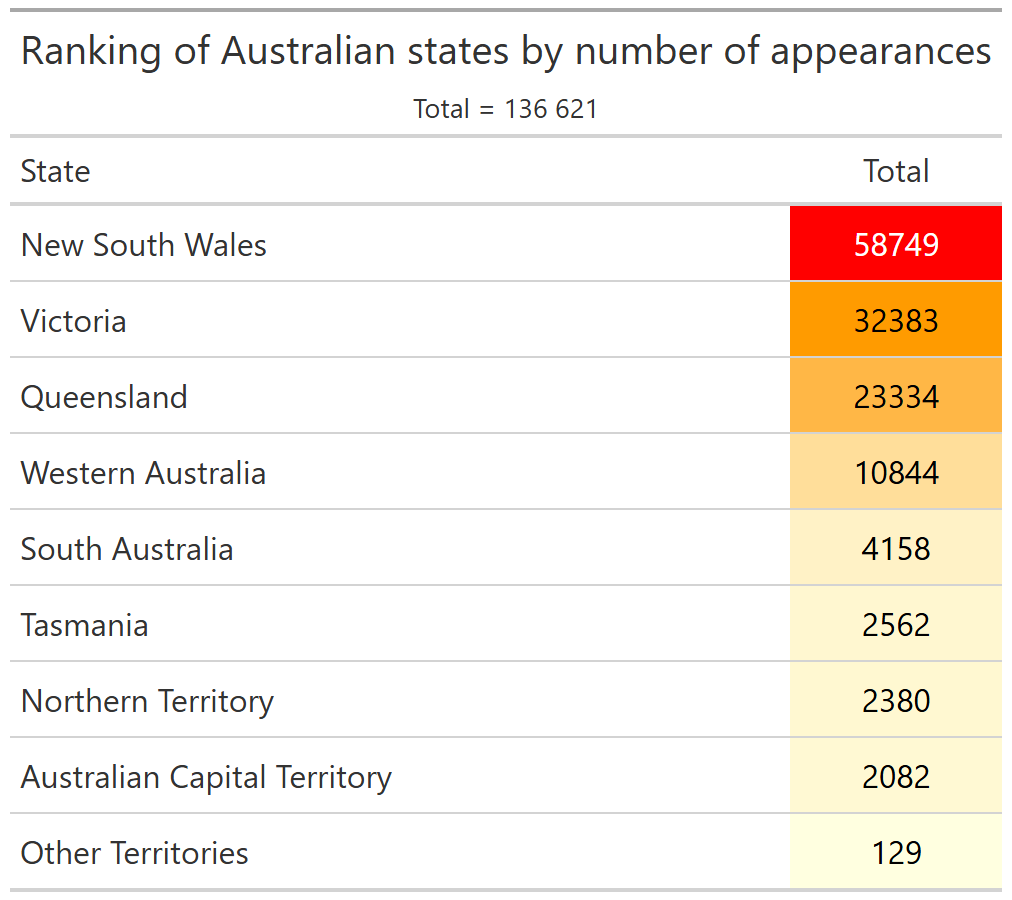 Ranking of Australian states by number of appearances
Total = 136 621
State Total
New South Wales 58749
Victoria 32383
Queensland 23334
Western Australia 10844
South Australia 4158
Tasmania 2562
Northern Territory 2380
Australian Capital Territory 2082
Other Territories 129